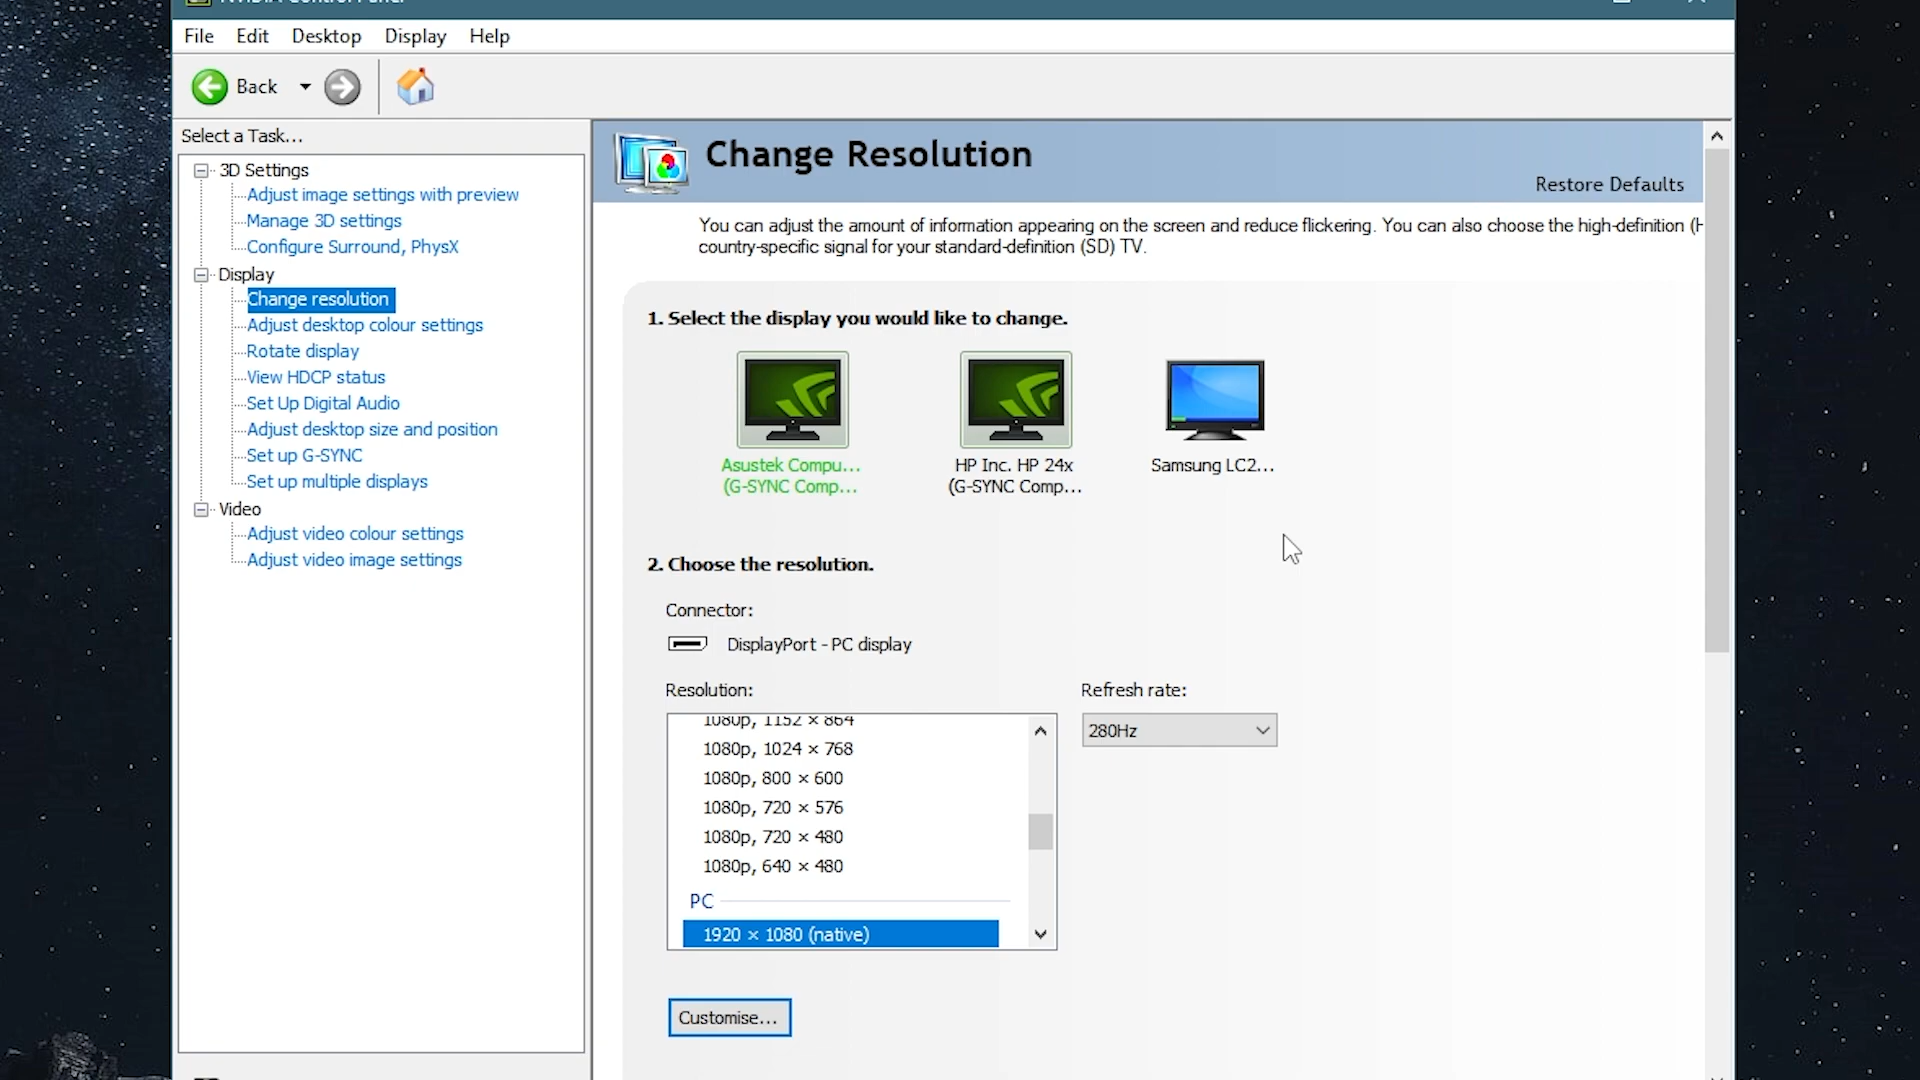 NVIDIA Control Panel
File Edit Desktop Display Help
Back
Select a Task...
3D Settings
Adjust image settings with preview
Manage 3D settings
Configure Surround, PhysX
Display
Change resolution
Adjust desktop colour settings
Rotate display
View HDCP status
Set Up Digital Audio
Adjust desktop size and position
Set up G-SYNC
Set up multiple displays
Video
Adjust video colour settings
Adjust video image settings
Change Resolution
Restore Defaults
You can adjust the amount of information appearing on the screen and reduce flickering. You can also choose the high-definition (H
country-specific signal for your standard-definition (SD) TV.
1. Select the display you would like to change.
Asustek Compu...
(G-SYNC Comp...
HP Inc. HP 24x
(G-SYNC Comp...
Samsung LC2...
2. Choose the resolution.
Connector:
DisplayPort - PC display
Resolution:
1080p, 1152 × 864
1080p, 1024 × 768
1080p, 800 × 600
1080p, 720 × 576
1080p, 720 × 480
1080p, 640 × 480
PC
1920 × 1080 (native)
Refresh rate:
280Hz
Customise...